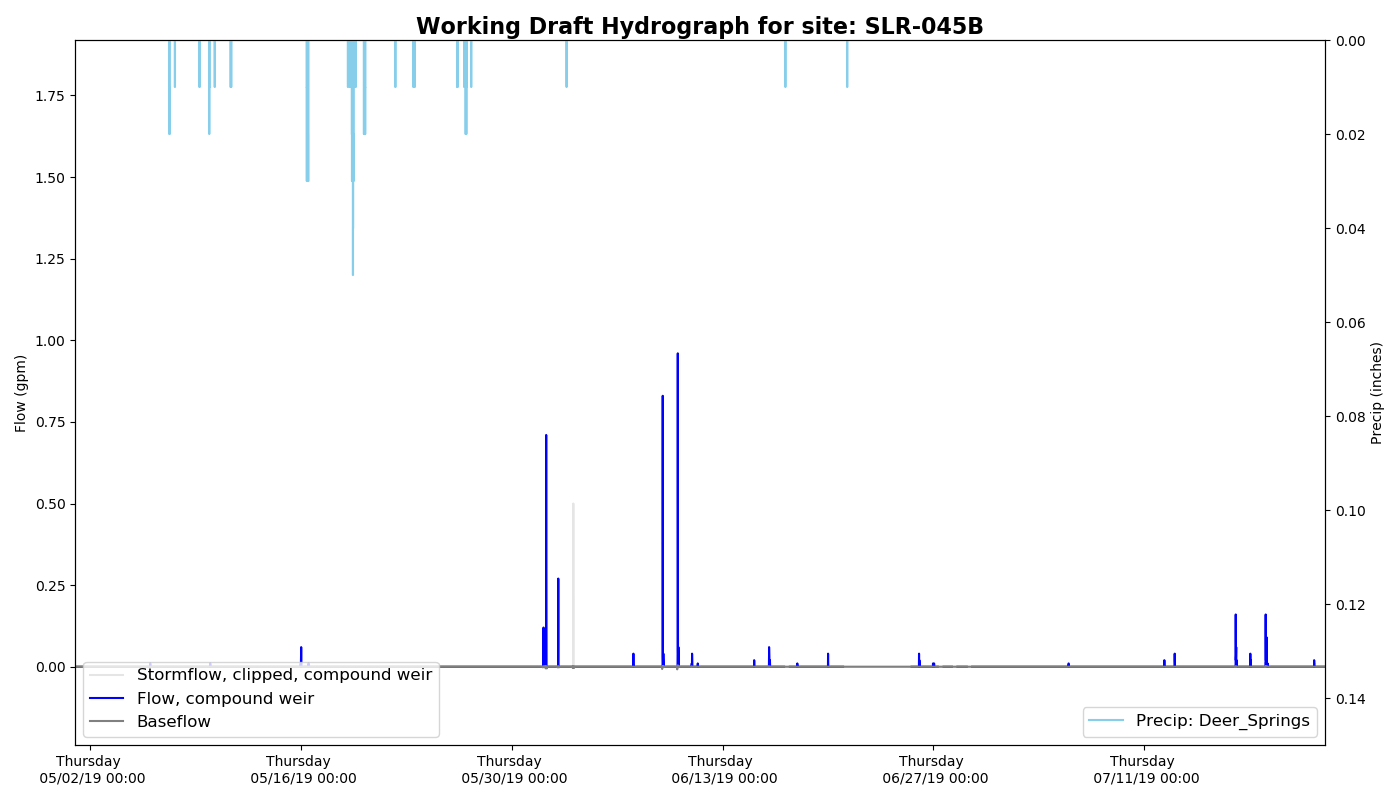 Working Draft Hydrograph for site: SLR-045B
Flow (gpm)
1.75
1.50
1.25
1.00
0.75
0.50
0.25
0.00
0.00
0.02
0.04
0.06
0.08
0.10
0.12
0.14
Precip (inches)
Stormflow, clipped, compound weir
Flow, compound weir
Baseflow
Precip: Deer_Springs
Thursday
05/02/19 00:00
Thursday
05/16/19 00:00
Thursday
05/30/19 00:00
Thursday
06/13/19 00:00
Thursday
06/27/19 00:00
Thursday
07/11/19 00:00